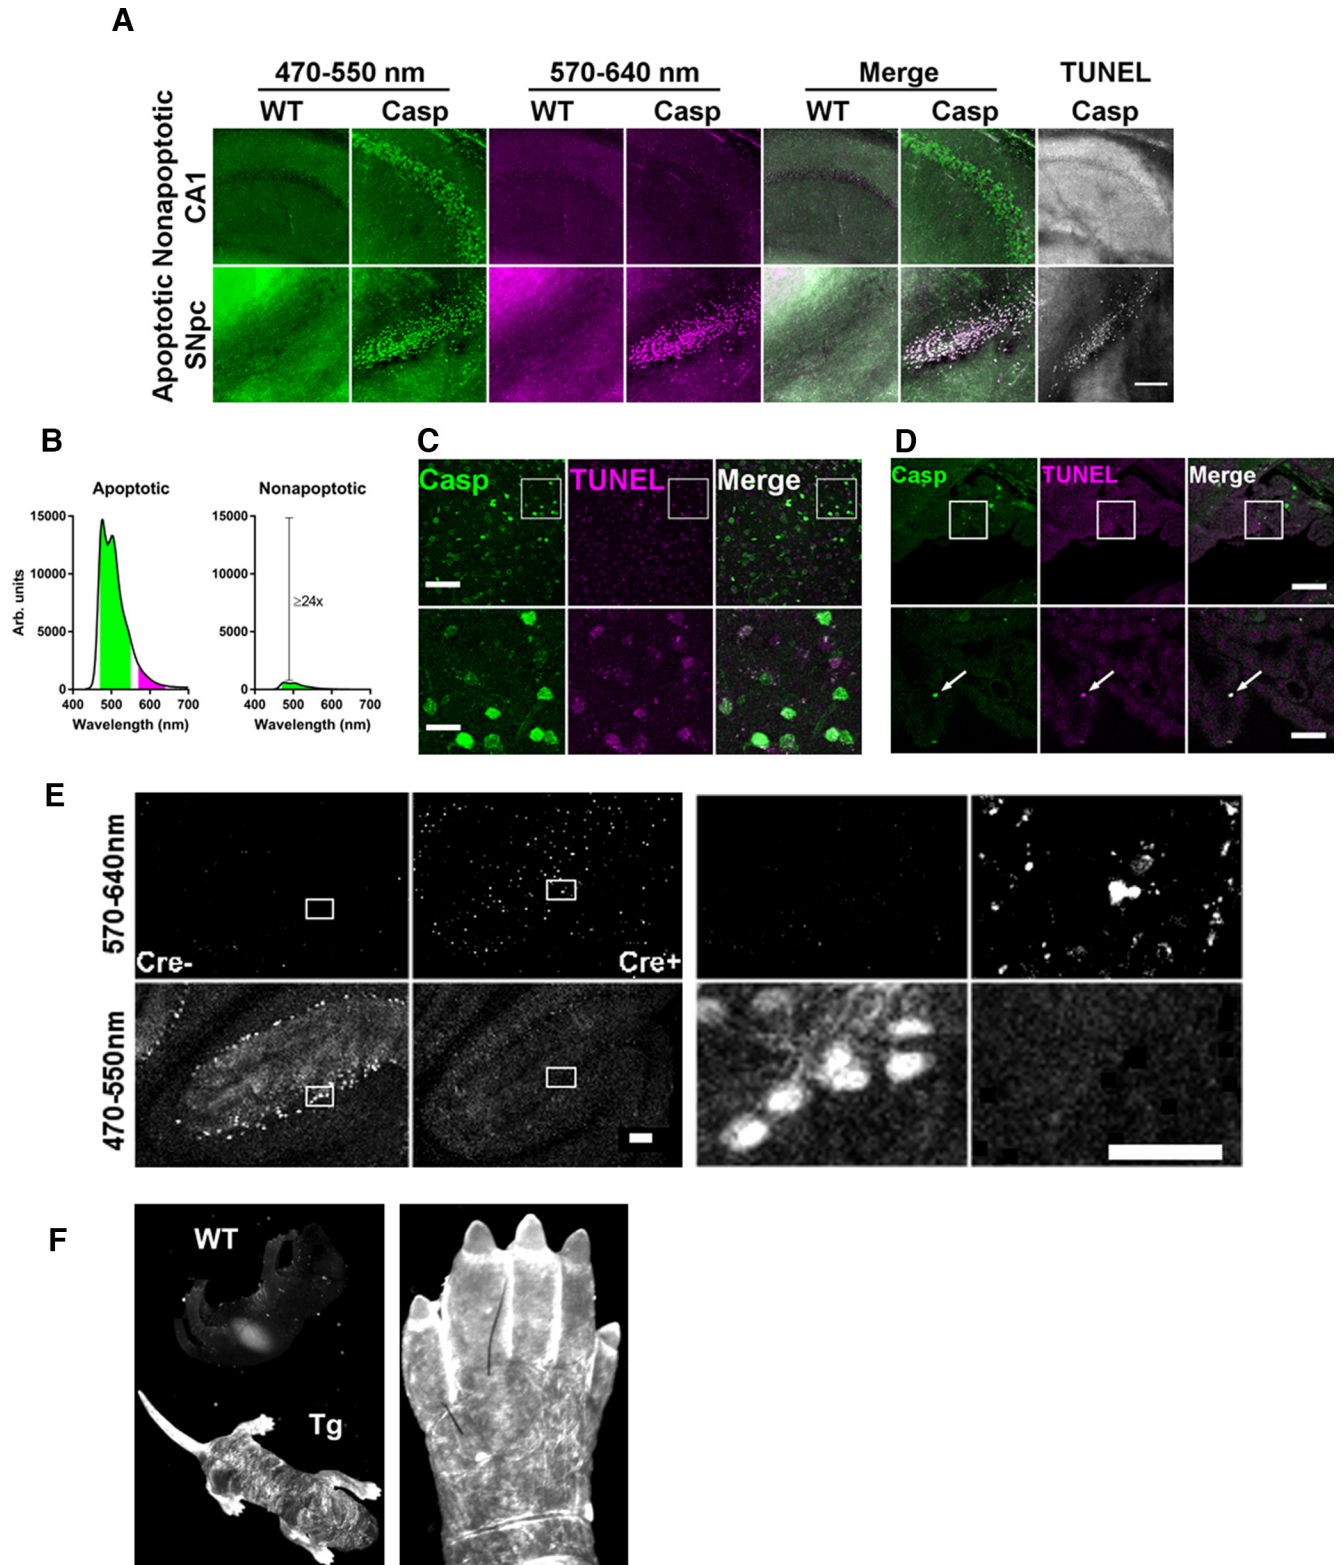 A
470-550 nm
570-640 nm
Merge
TUNEL
WT
Casp
WT
Casp
WT
Casp
Casp
Nonapoptotic
CA1
Apoptotic
SNpc
B
Apoptotic
Nonapoptotic
Arb. units
15000
10000
5000
0
400 500 600 700
Wavelength (nm)
15000
10000
5000
0
≥24x
400 500 600 700
Wavelength (nm)
C
Casp
TUNEL
Merge
D
Casp
TUNEL
Merge
E
570-640nm
Cre-
Cre+
470-550nm
F
WT
Tg